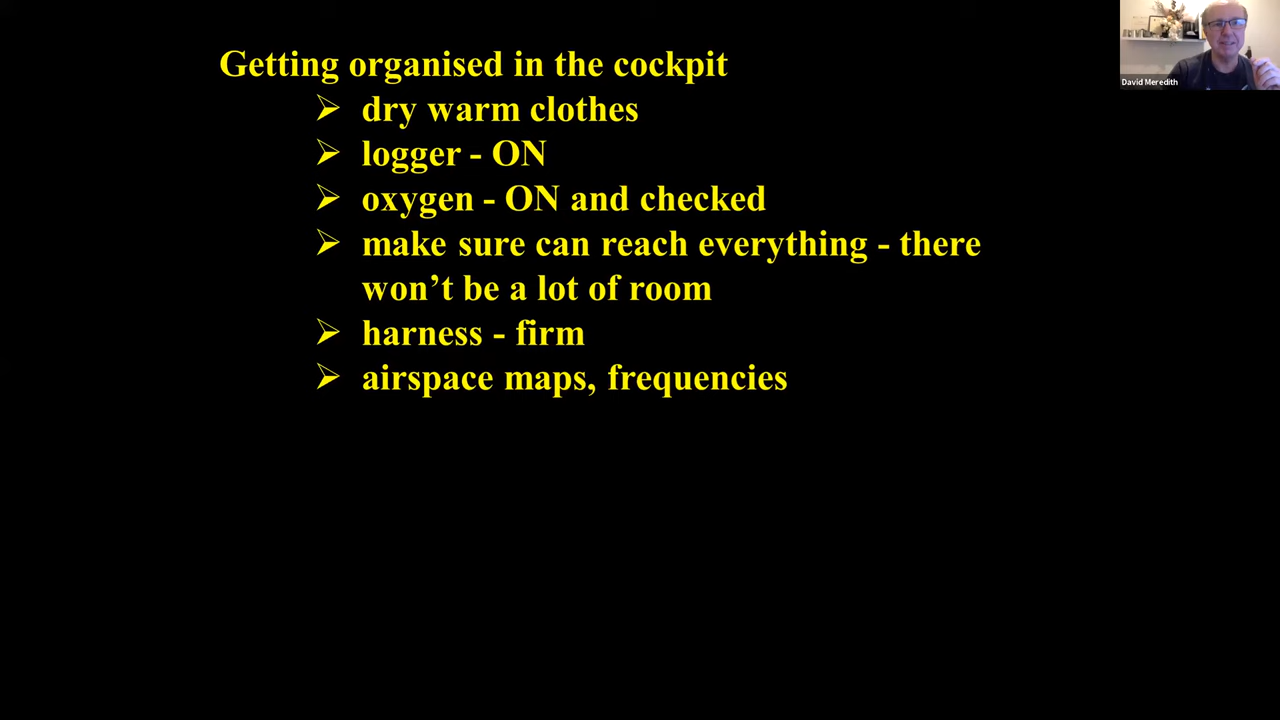 Getting organised in the cockpit
➢ dry warm clothes
➢ logger - ON
➢ oxygen - ON and checked
➢ make sure can reach everything - there
won’t be a lot of room
➢ harness - firm
➢ airspace maps, frequencies
David Meredith